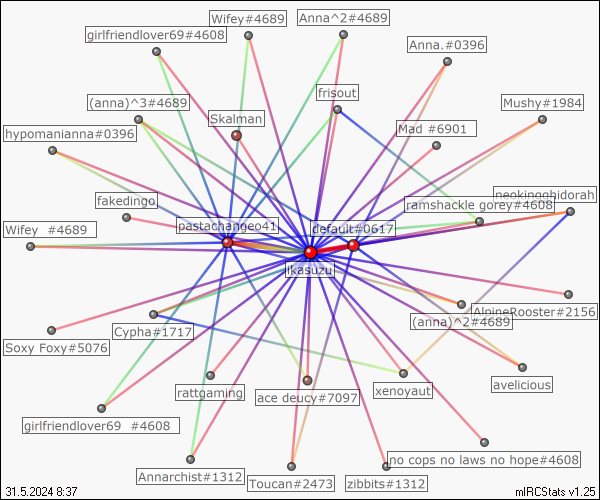 Wifey#4689
Anna^2#4689
girlfriendlover69#4608
Anna.#0396
frisout
(anna)^3#4689
Mushy#1984
Skalman
Mad #6901
hypomanianna#0396
fakedingo
ramshackle gorey#4608
pastachangeo41
default#0617
Wifey  #4689
ikasuzu
AlpineRooster#2156
(anna)^2#4689
Cypha#1717
Soxy Foxy#5076
avelicious
rattgaming
ace deucy#7097
xenoyaut
girlfriendlover69  #4608
no cops no laws no hope#4608
Annarchist#1312
Toucan#2473
zibbits#1312
31.5.2024 8:37
mIRCStats v1.25